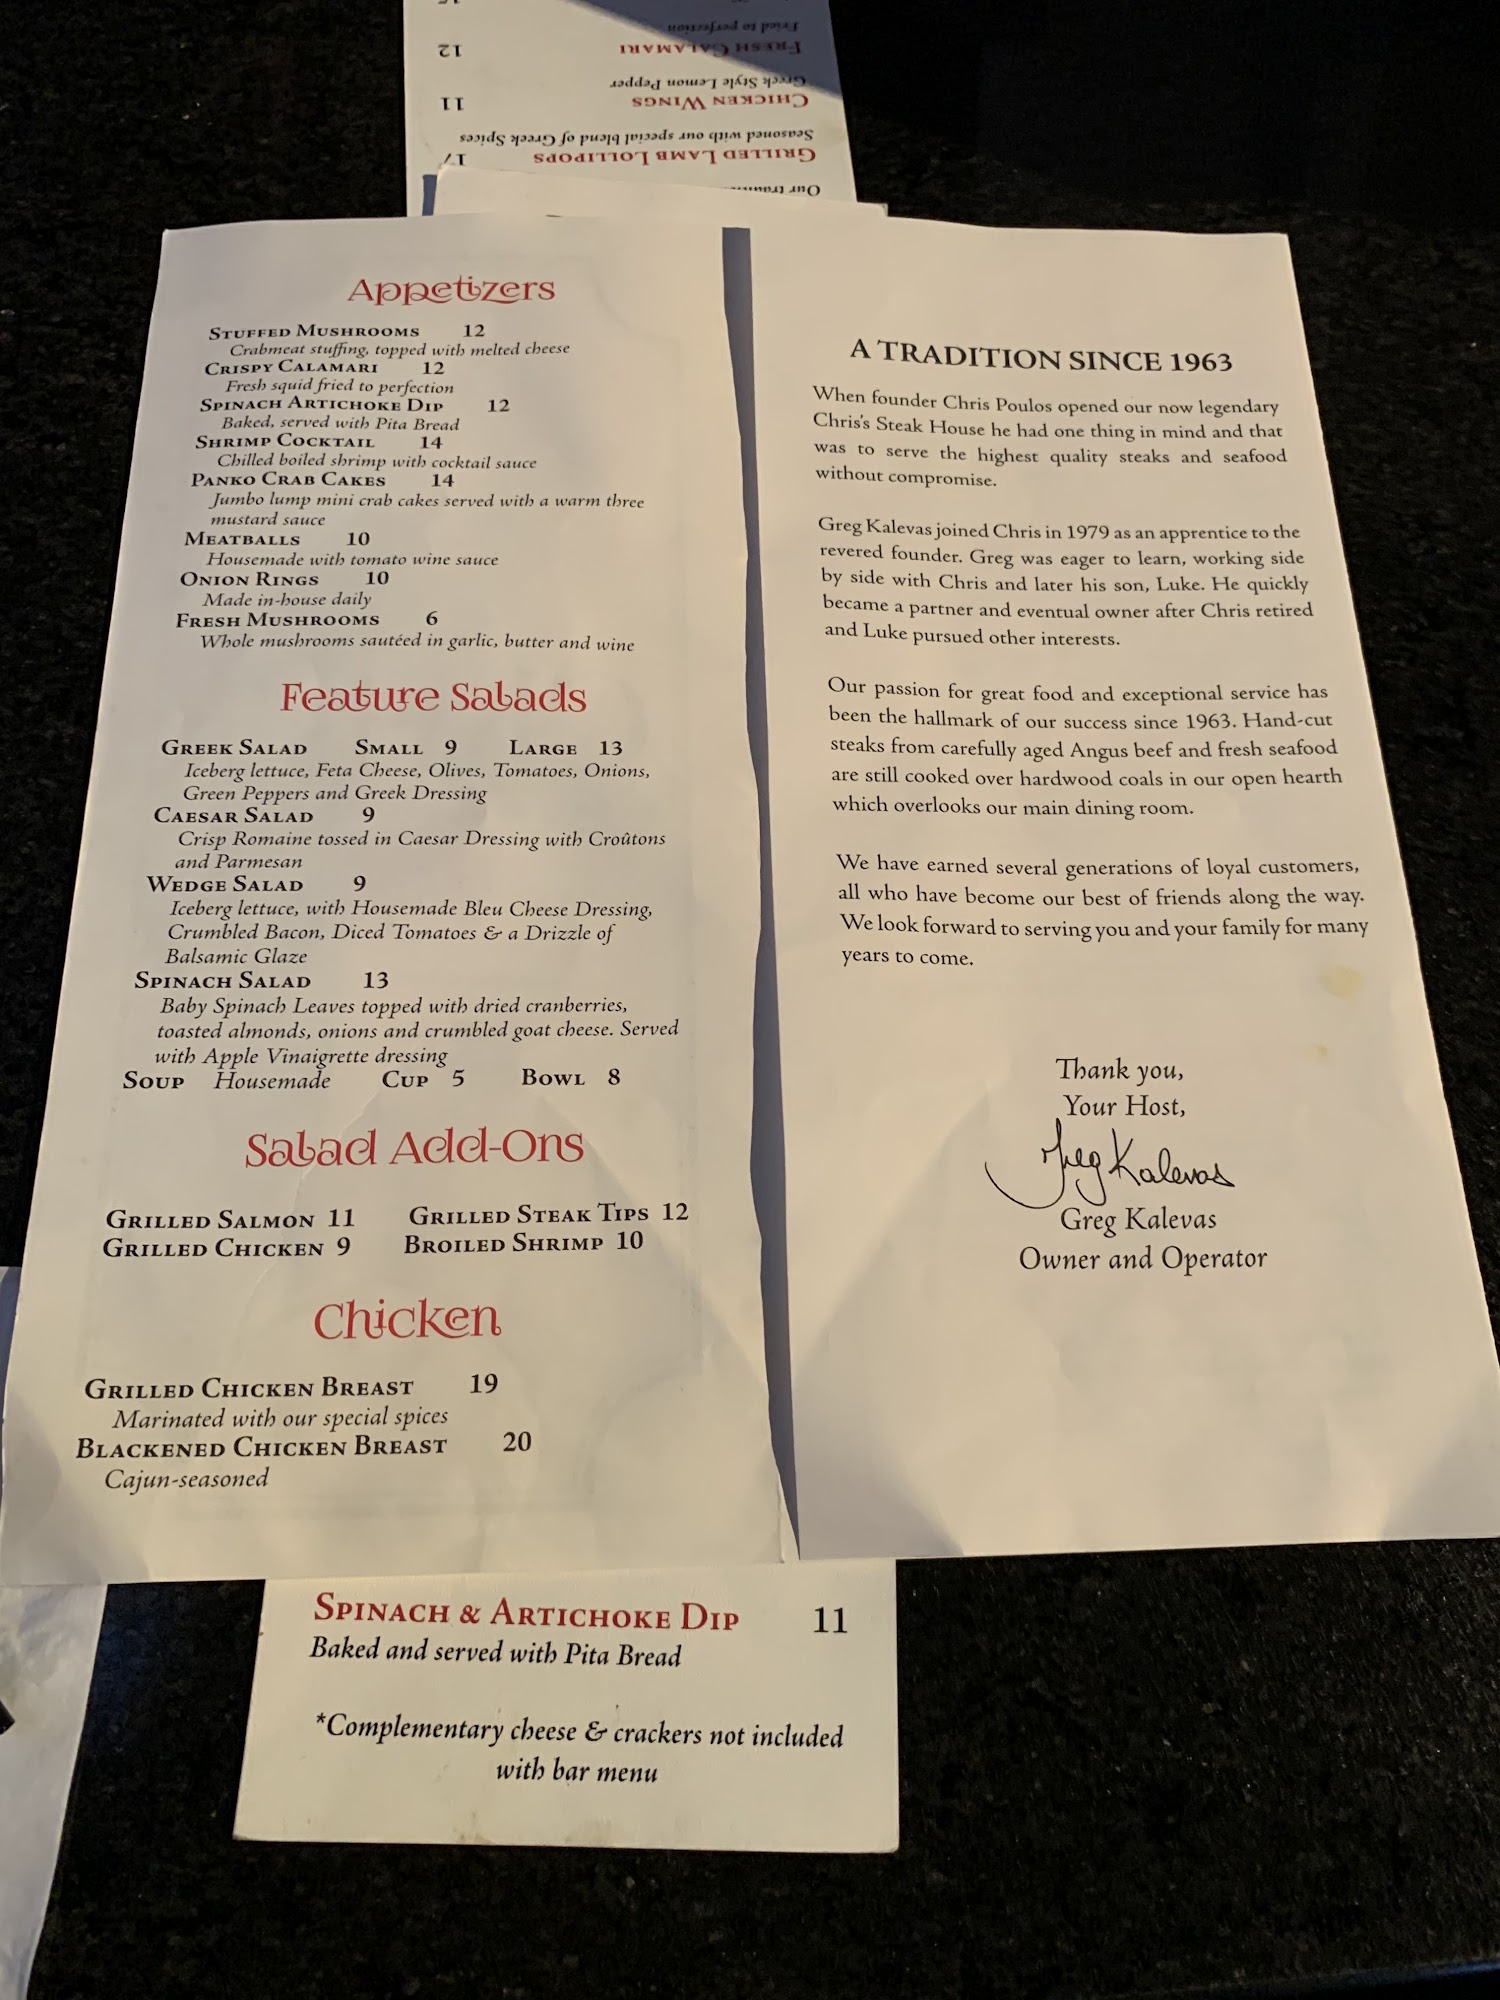 Fried to perfection
FRESH CALAMARI 12
Greek Style Lemon Pepper
CHICKEN WINGS 11
Seasoned with our special blend of Greek Spices
GRILLED LAMB LOLLIPOPS 17
Our
Appetizers
STUFFED MUSHROOMS 12
Crabmeat stuffing, topped with melted cheese
CRISPY CALAMARI 12
Fresh squid fried to perfection
SPINACH ARTICHOKE DIP 12
Baked, served with Pita Bread
SHRIMP COCKTAIL 14
Chilled boiled shrimp with cocktail sauce
PANKO CRAB CAKES 14
Jumbo lump mini crab cakes served with a warm three
mustard sauce
MEATBALLS 10
Housemade with tomato wine sauce
ONION RINGS 10
Made in-house daily
FRESH MUSHROOMS 6
Whole mushrooms sautéed in garlic, butter and wine
Feature Salads
GREEK SALAD SMALL 9 LARGE 13
Iceberg lettuce, Feta Cheese, Olives, Tomatoes, Onions,
Green Peppers and Greek Dressing
CAESAR SALAD 9
Crisp Romaine tossed in Caesar Dressing with Croûtons
and Parmesan
WEDGE SALAD 9
Iceberg lettuce, with Housemade Bleu Cheese Dressing,
Crumbled Bacon, Diced Tomatoes & a Drizzle of
Balsamic Glaze
SPINACH SALAD 13
Baby Spinach Leaves topped with dried cranberries,
toasted almonds, onions and crumbled goat cheese. Served
with Apple Vinaigrette dressing
SOUP Housemade CUP 5 BOWL 8
Salad Add-Ons
GRILLED SALMON 11 GRILLED STEAK TIPS 12
GRILLED CHICKEN 9 BROILED SHRIMP 10
Chicken
GRILLED CHICKEN BREAST 19
Marinated with our special spices
BLACKENED CHICKEN BREAST 20
Cajun-seasoned
A TRADITION SINCE 1963
When founder Chris Poulos opened our now legendary
Chris's Steak House he had one thing in mind and that
was to serve the highest quality steaks and seafood
without compromise.
Greg Kalevas joined Chris in 1979 as an apprentice to the
revered founder. Greg was eager to learn, working side
by side with Chris and later his son, Luke. He quickly
became a partner and eventual owner after Chris retired
and Luke pursued other interests.
Our passion for great food and exceptional service has
been the hallmark of our success since 1963. Hand-cut
steaks from carefully aged Angus beef and fresh seafood
are still cooked over hardwood coals in our open hearth
which overlooks our main dining room.
We have earned several generations of loyal customers,
all who have become our best of friends along the way.
We look forward to serving you and your family for many
years to come.
Thank you,
Your Host,
Greg Kalevas
Greg Kalevas
Owner and Operator
SPINACH & ARTICHOKE DIP 11
Baked and served with Pita Bread
*Complementary cheese & crackers not included
with bar menu